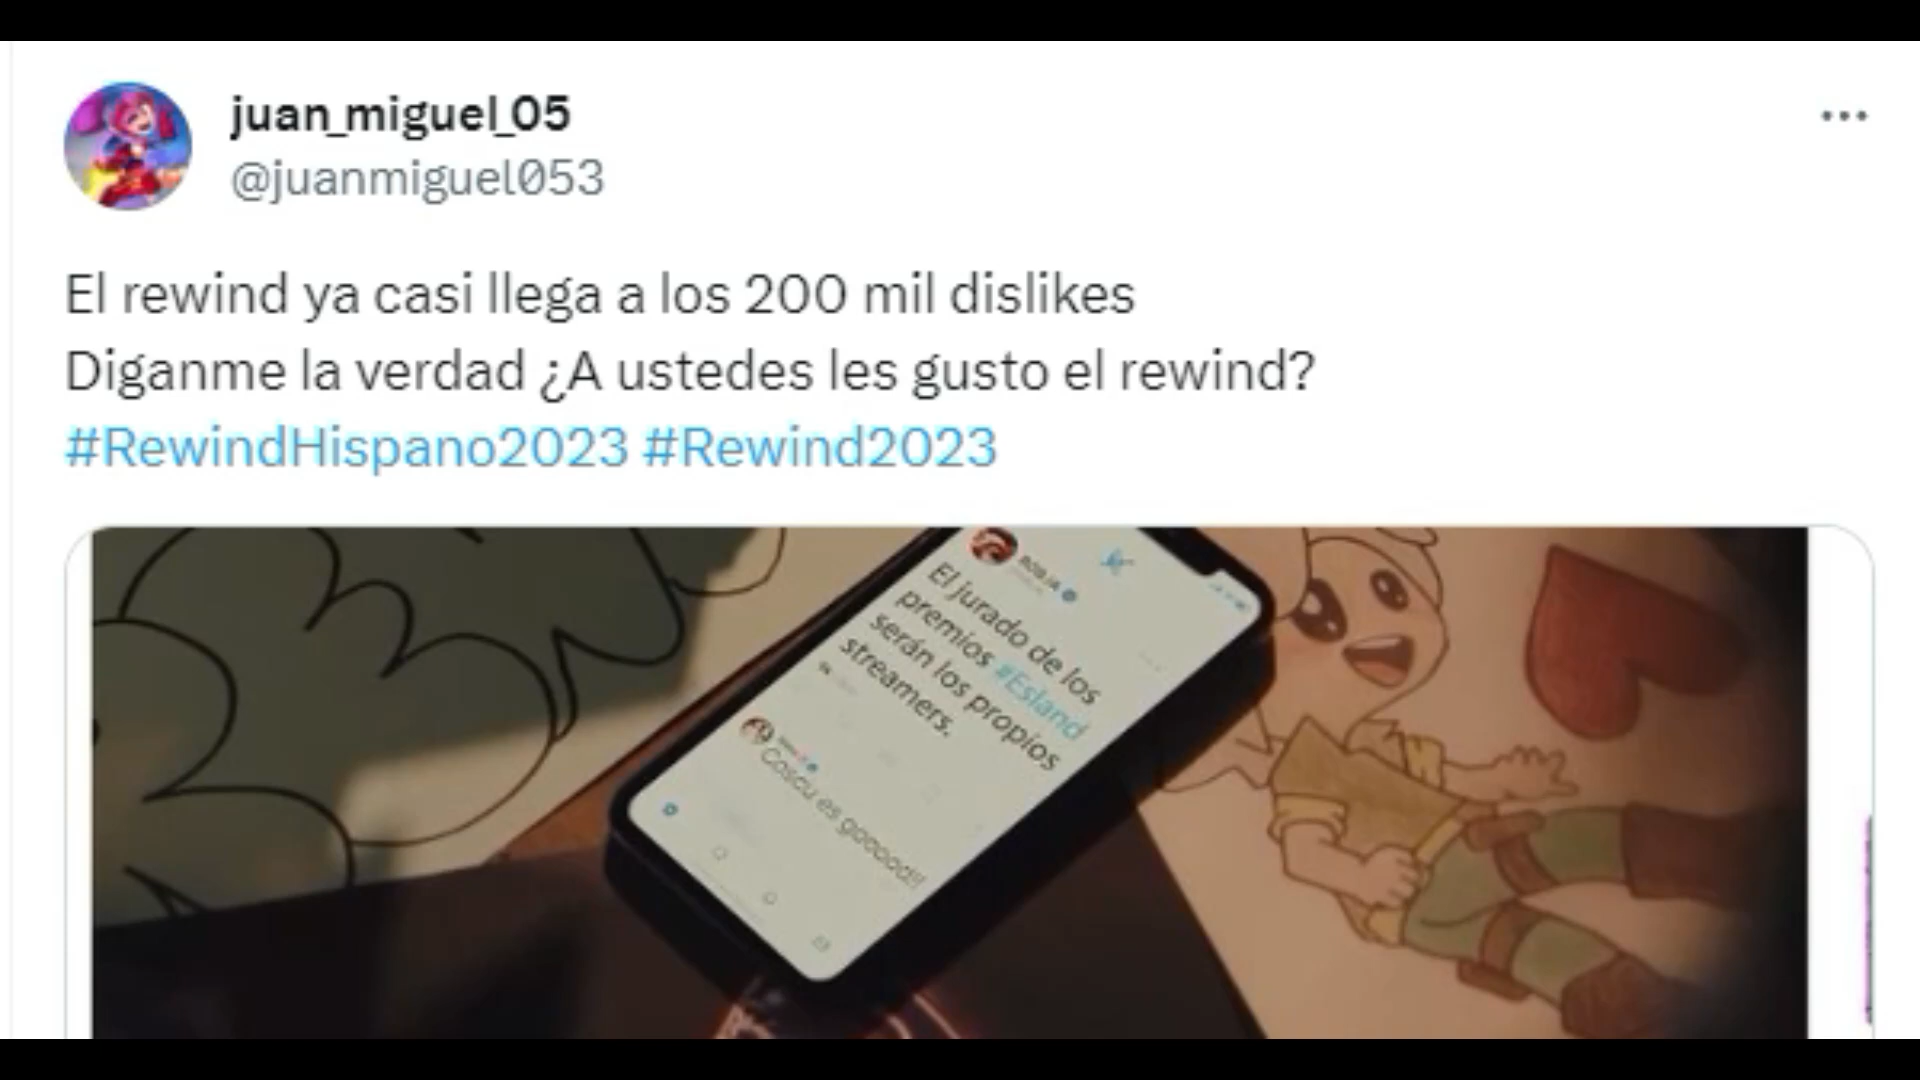 juan_miguel_05
@juanmiguel053
El rewind ya casi llega a los 200 mil dislikes
Diganme la verdad ¿A ustedes les gusto el rewind?
#RewindHispano2023 #Rewind2023
El jurado de los
premios #Esland
serán los propios
streamers.
Coscu es gooood!!